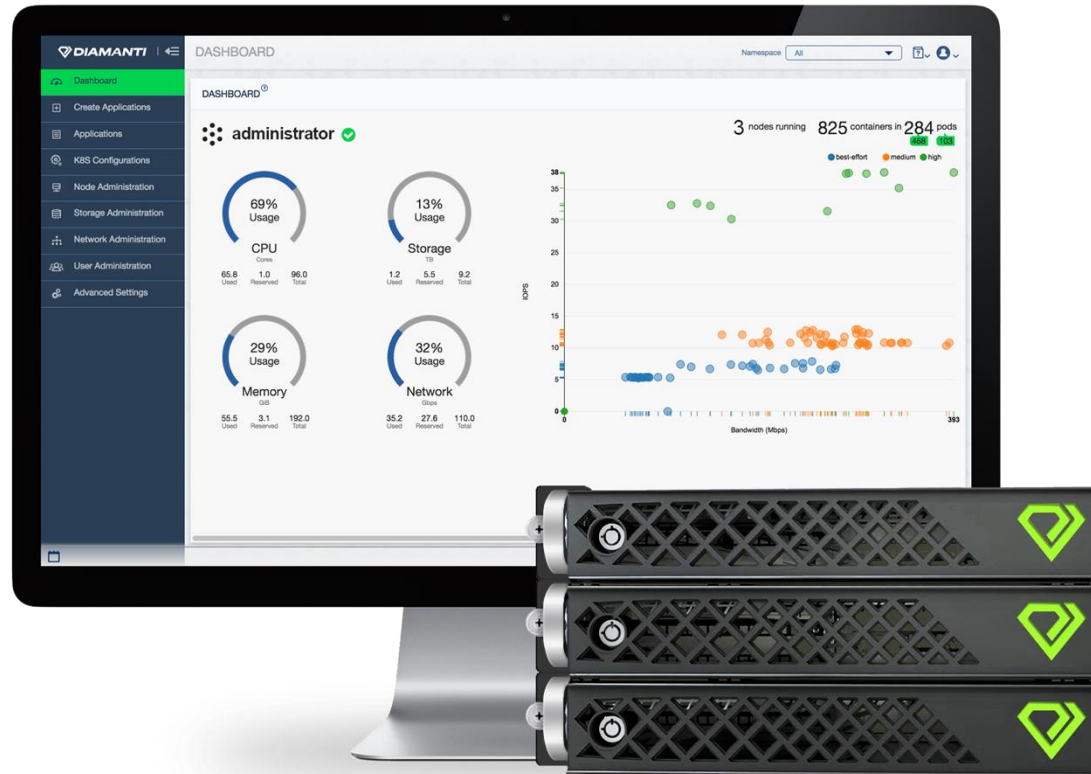 DIAMANTI
DASHBOARD
Namespace All
Dashboard
Create Applications
Applications
K8S Configurations
Node Administration
Storage Administration
Network Administration
User Administration
Advanced Settings
DASHBOARD?
administrator
3 nodes running 825 containers in 284 pods
468 103
best-effort medium high
69%
Usage
CPU
Cores
65.8 1.0 96.0
Used Reserved Total
13%
Usage
Storage
TB
1.2 5.5 9.2
Used Reserved Total
29%
Usage
Memory
GiB
55.5 3.1 192.0
Used Reserved Total
32%
Usage
Network
Gbps
35.2 27.6 110.0
Used Reserved Total
IOPS
38
35
30
25
20
15
10
5
0
0 393
Bandwidth (Mbps)